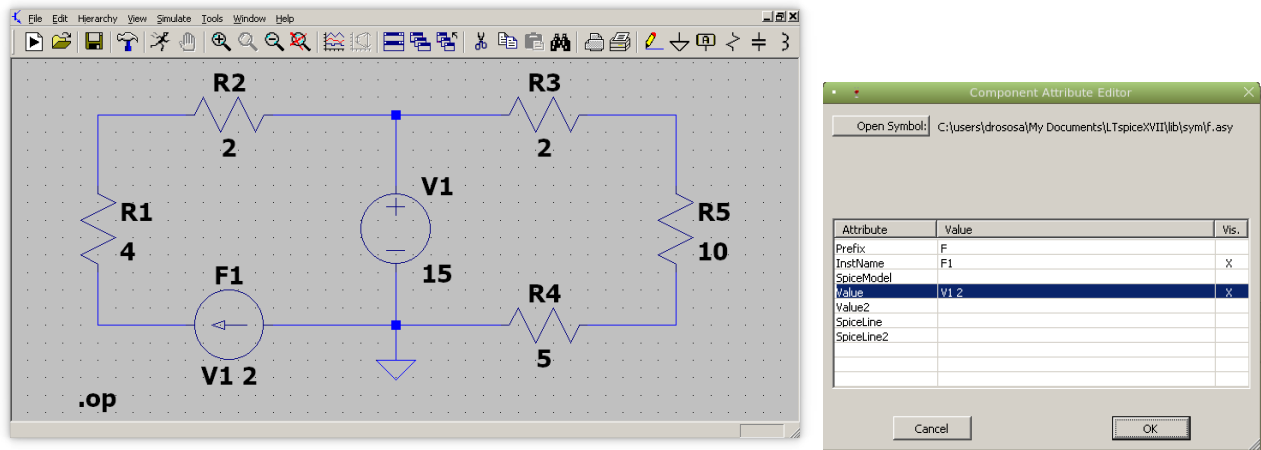 File Edit Hierarchy View Simulate Tools Window Help
R2
2
R3
2
R1
4
V1
15
R5
10
F1
V1 2
R4
5
.op
Component Attribute Editor
Open Symbol: C:\users\drososa\My Documents\LTspiceXVII\lib\sym\f.asy
Attribute Value Vis.
Prefix F
InstName F1 X
SpiceModel
Value V1 2 X
Value2
SpiceLine
SpiceLine2
Cancel OK